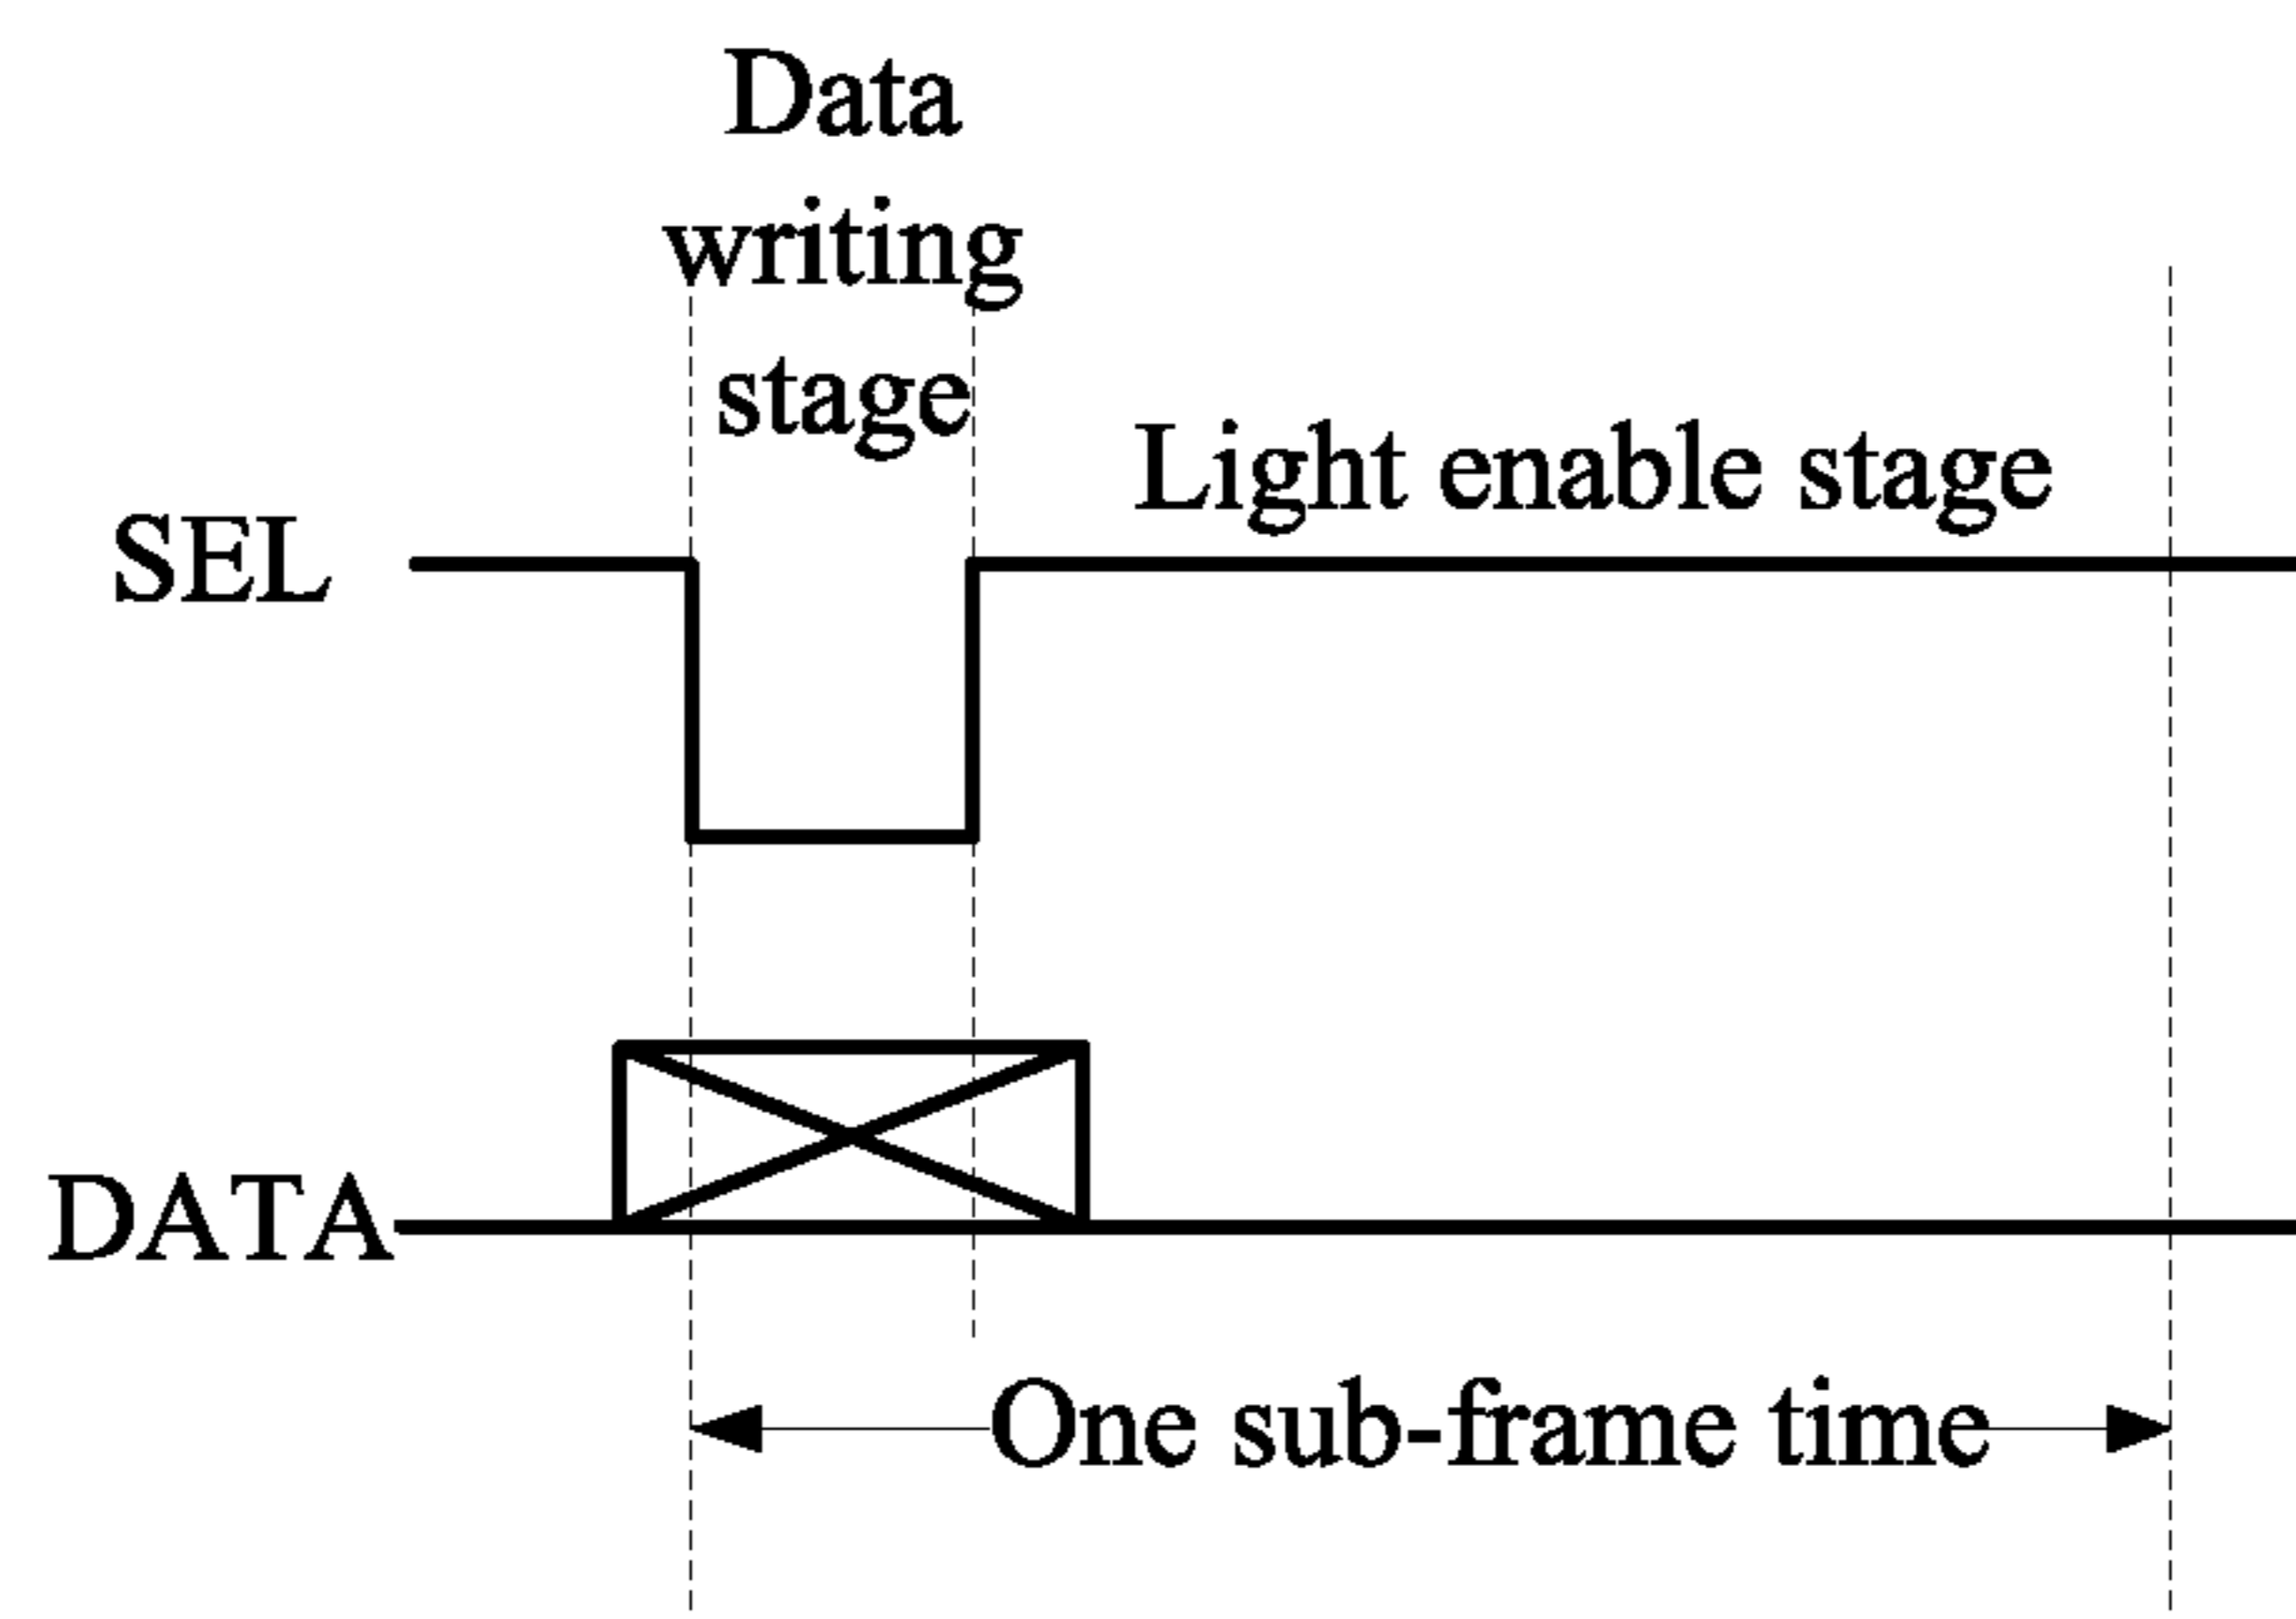 Data
writing
stage
Light enable stage
SEL
DATA
One sub-frame time